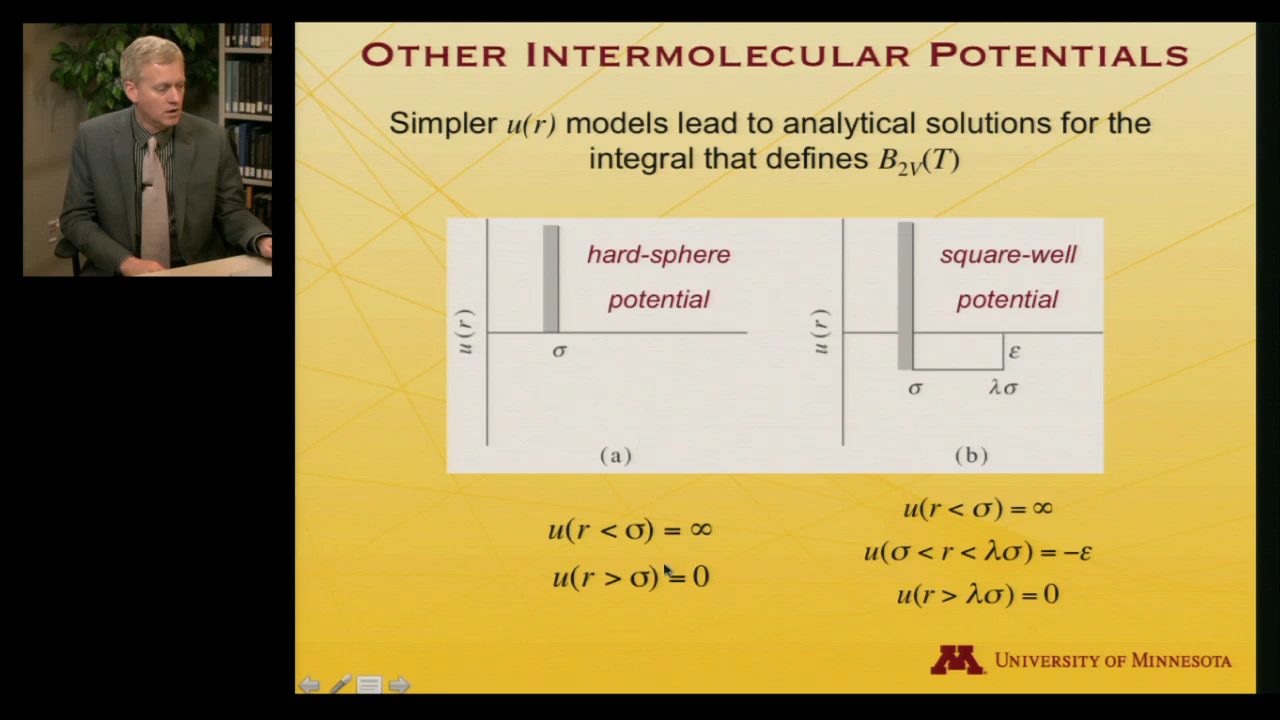 OTHER INTERMOLECULAR POTENTIALS
Simpler u(r) models lead to analytical solutions for the
integral that defines B₂V(T)
hard-sphere
potential
u(r)
σ
(a)
square-well
potential
u(r)
ε
σ λσ
(b)
u(r < σ) = ∞
u(r > σ) = 0
u(r < σ) = ∞
u(σ < r < λσ) = −ε
u(r > λσ) = 0
M UNIVERSITY OF MINNESOTA